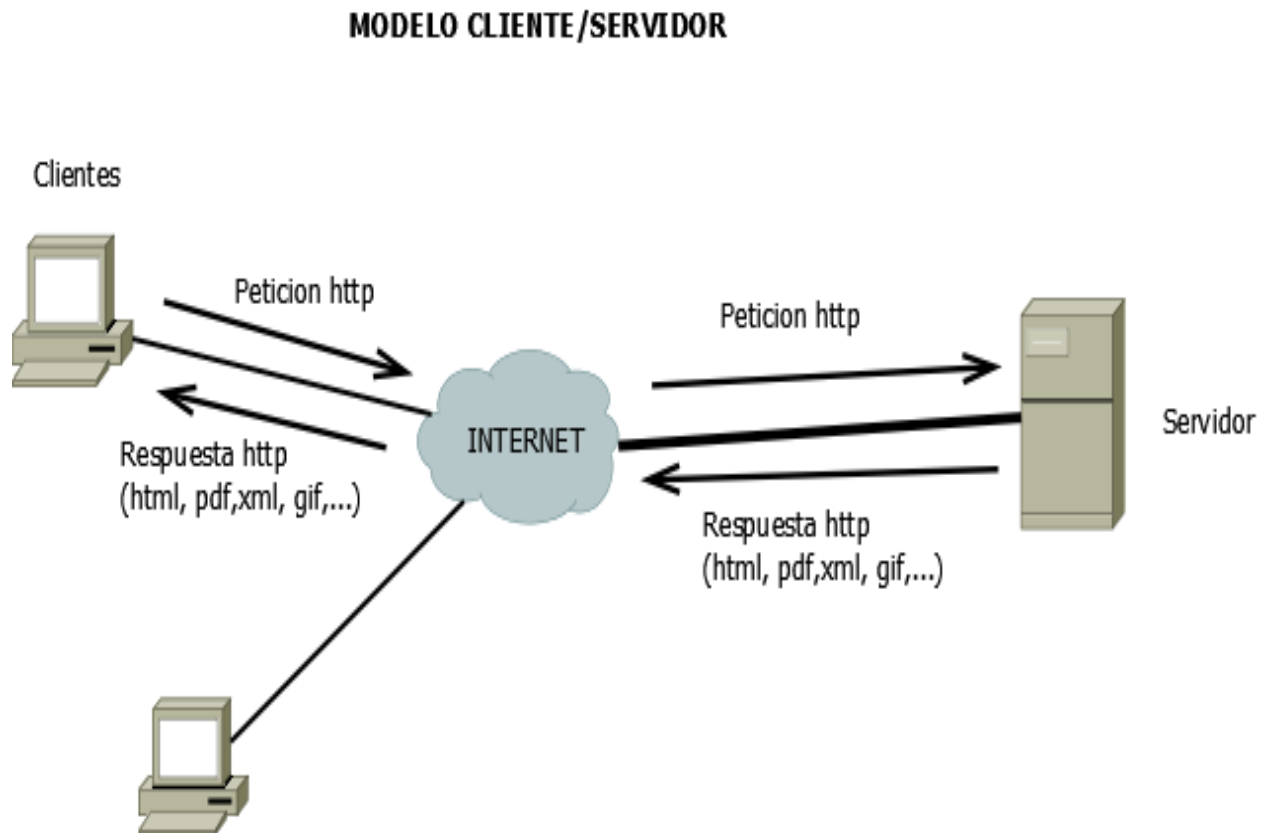 MODELO CLIENTE/SERVIDOR
Clientes
Peticion http
Peticion http
INTERNET
Servidor
Respuesta http
(html, pdf,xml, gif,...)
Respuesta http
(html, pdf,xml, gif,...)